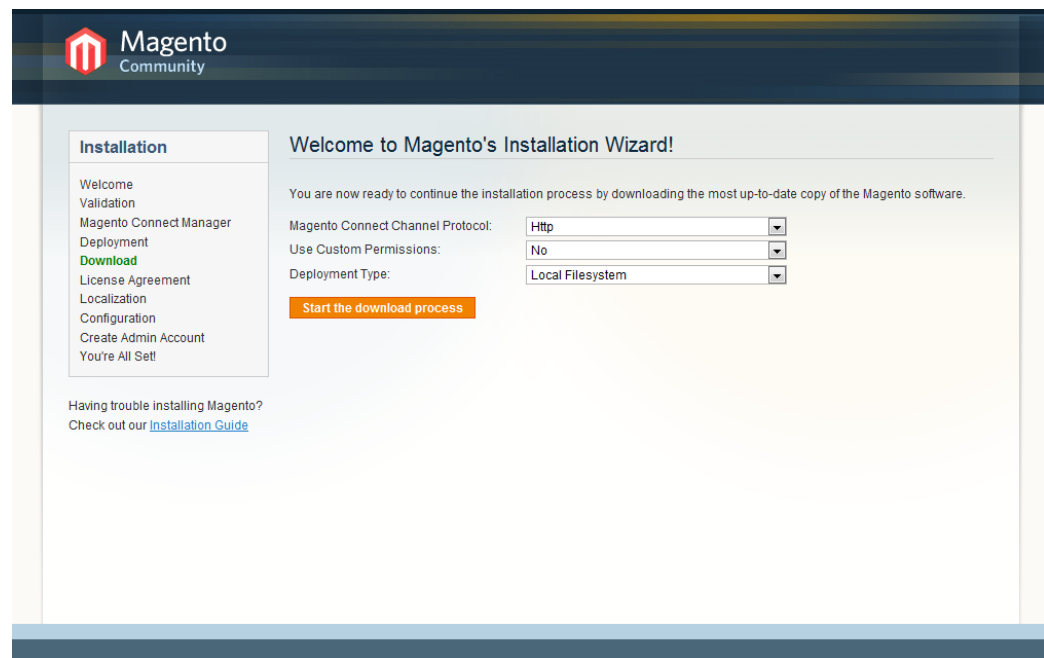 Magento
Community
Installation
Welcome
Validation
Magento Connect Manager
Deployment
Download
License Agreement
Localization
Configuration
Create Admin Account
You're All Set!
Having trouble installing Magento?
Check out our Installation Guide
Welcome to Magento's Installation Wizard!
You are now ready to continue the installation process by downloading the most up-to-date copy of the Magento software.
Magento Connect Channel Protocol: Http
Use Custom Permissions: No
Deployment Type: Local Filesystem
Start the download process